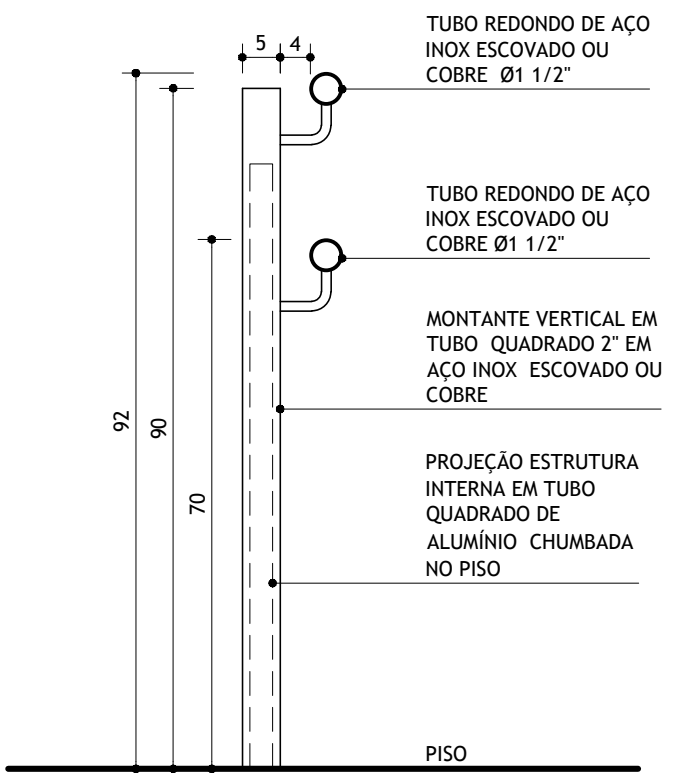 5 4
TUBO REDONDO DE AÇO
INOX ESCOVADO OU
COBRE Ø1 1/2"
TUBO REDONDO DE AÇO
INOX ESCOVADO OU
COBRE Ø1 1/2"
MONTANTE VERTICAL EM
TUBO QUADRADO 2" EM
AÇO INOX ESCOVADO OU
COBRE
92
90
70
PROJEÇÃO ESTRUTURA
INTERNA EM TUBO
QUADRADO DE
ALUMÍNIO CHUMBADA
NO PISO
PISO